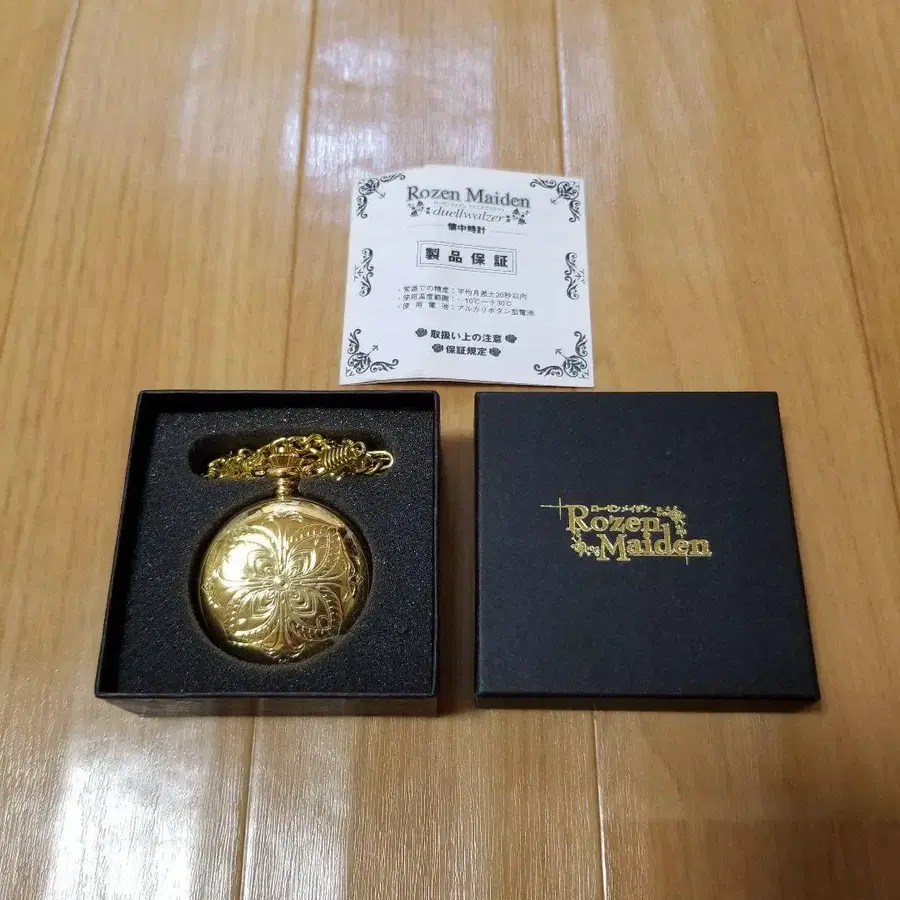 Rozen Maiden
duellwalzer
懐中時計
製品保証
・常温での精度：平均月差±20秒以内
・使用温度範囲：－10℃～＋30℃
・使用電池：アルカリボタン型電池
取扱い上の注意
保証規定
ローゼンメイデン
Rozen
Maiden